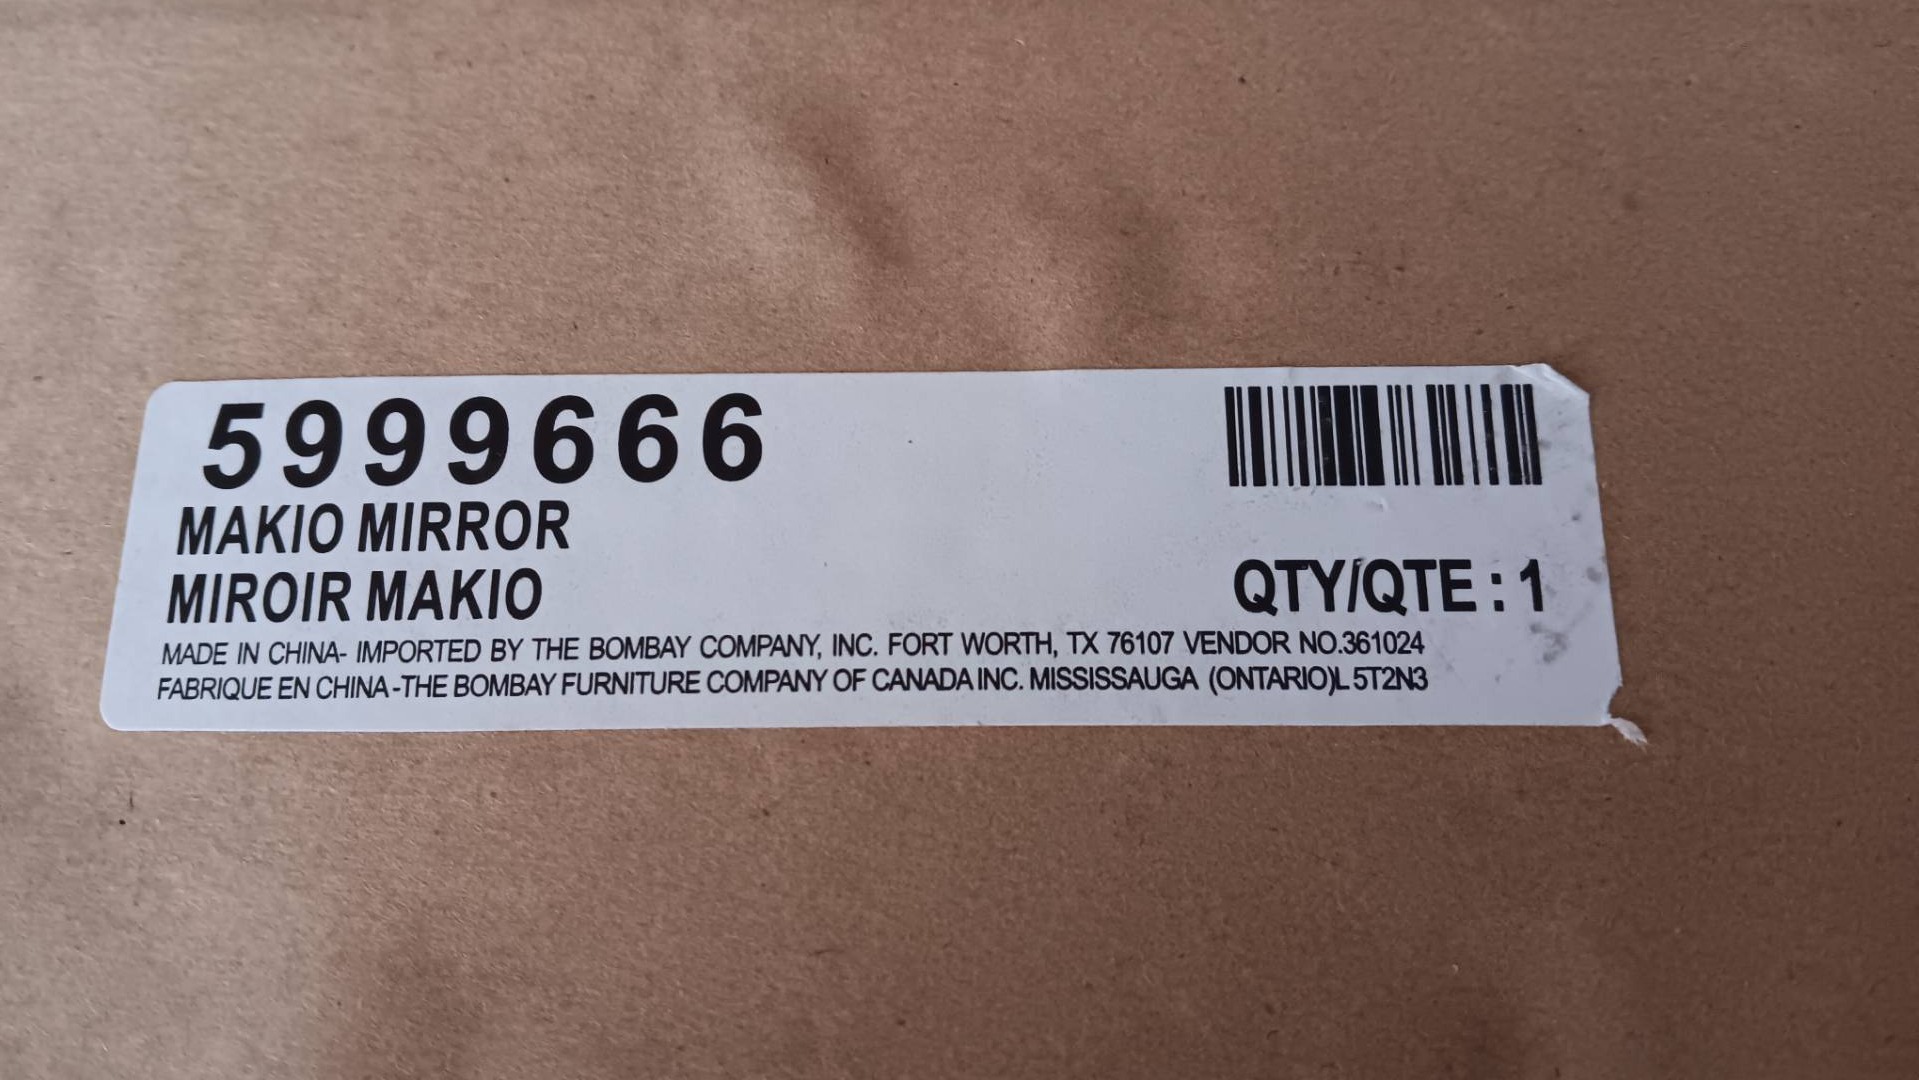 5999666
MAKIO MIRROR
MIROIR MAKIO
QTY/QTE : 1
MADE IN CHINA- IMPORTED BY THE BOMBAY COMPANY, INC. FORT WORTH, TX 76107 VENDOR NO.361024
FABRIQUE EN CHINA-THE BOMBAY FURNITURE COMPANY OF CANADA INC. MISSISSAUGA (ONTARIO)L 5T2N3